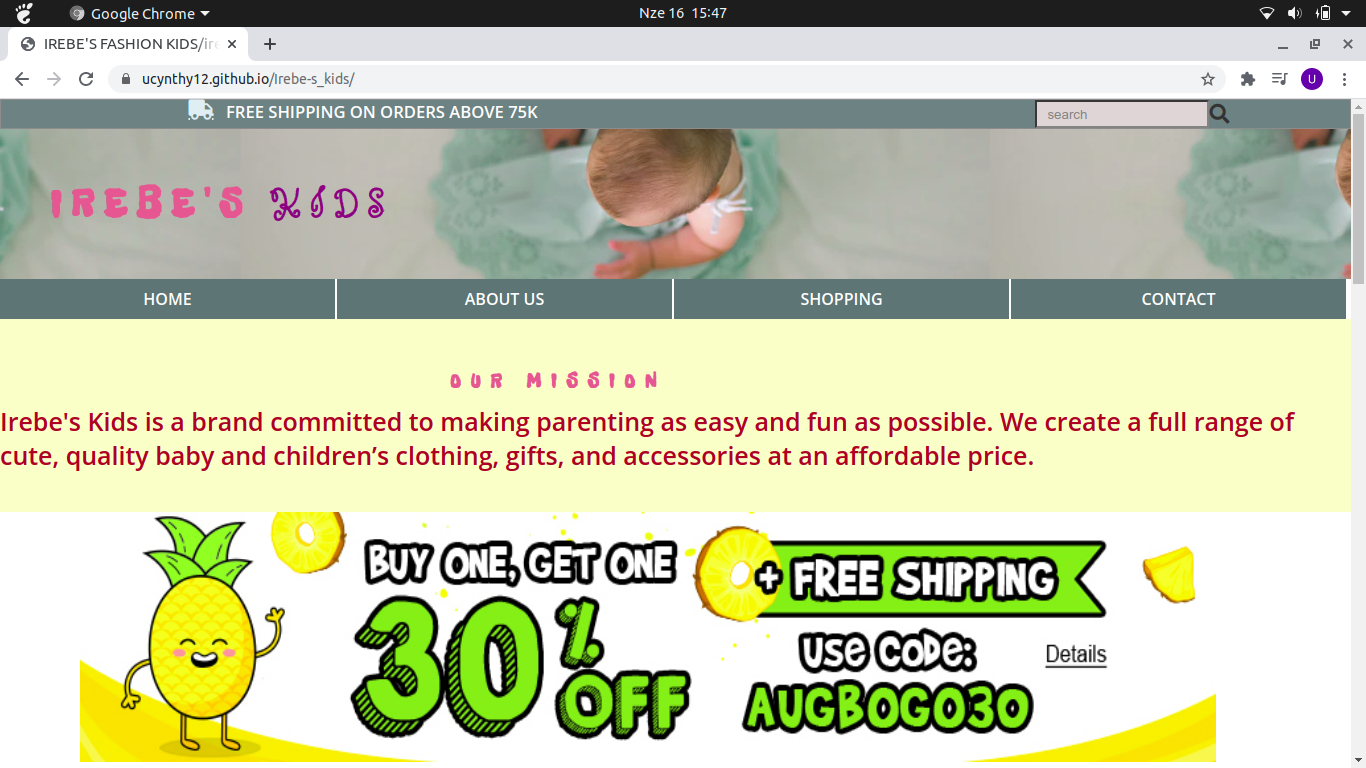 Google Chrome
Nze 16 15:47
IREBE'S FASHION KIDS/ire
ucynthy12.github.io/Irebe-s_kids/
U
FREE SHIPPING ON ORDERS ABOVE 75K
search
IREBE'S KIDS
HOME
ABOUT US
SHOPPING
CONTACT
OUR MISSION
Irebe's Kids is a brand committed to making parenting as easy and fun as possible. We create a full range of
cute, quality baby and children’s clothing, gifts, and accessories at an affordable price.
BUY ONE, GET ONE
30% OFF
+ FREE SHIPPING
USE CODE:
AUGBOGO30
Details